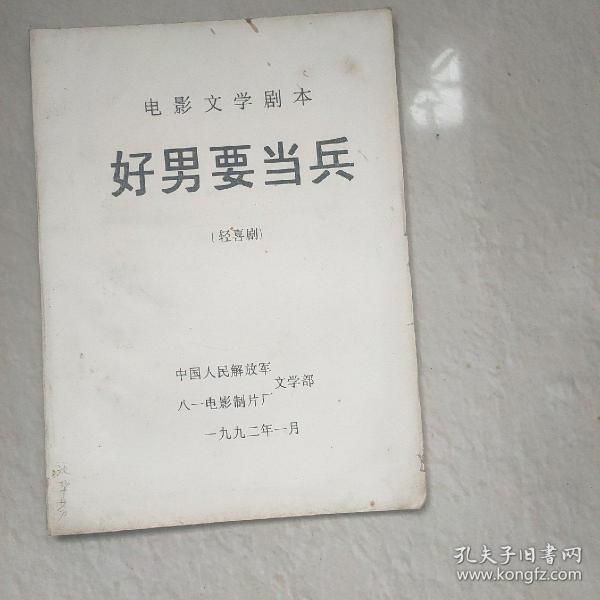 电影文学剧本
好男要当兵
（轻喜剧）
中国人民解放军
八一电影制片厂
文学部
一九九二年一月
孔夫子旧书网
www.kongfz.com